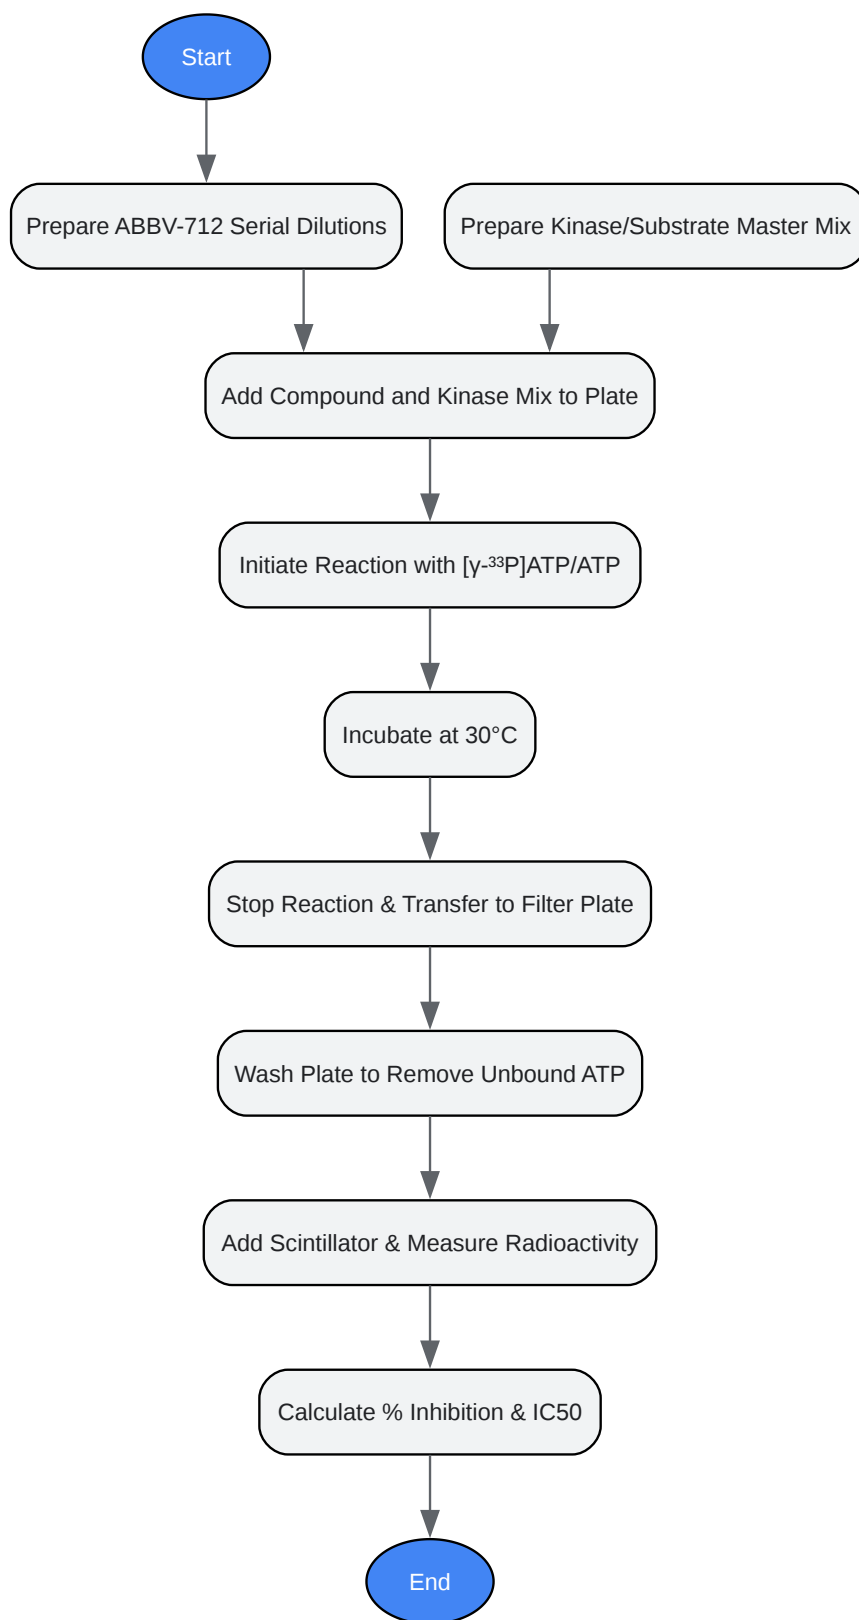 Start
Prepare ABBV-712 Serial Dilutions
Prepare Kinase/Substrate Master Mix
Add Compound and Kinase Mix to Plate
Initiate Reaction with [γ-³³P]ATP/ATP
Incubate at 30°C
Stop Reaction & Transfer to Filter Plate
Wash Plate to Remove Unbound ATP
Add Scintillator & Measure Radioactivity
Calculate % Inhibition & IC50
End